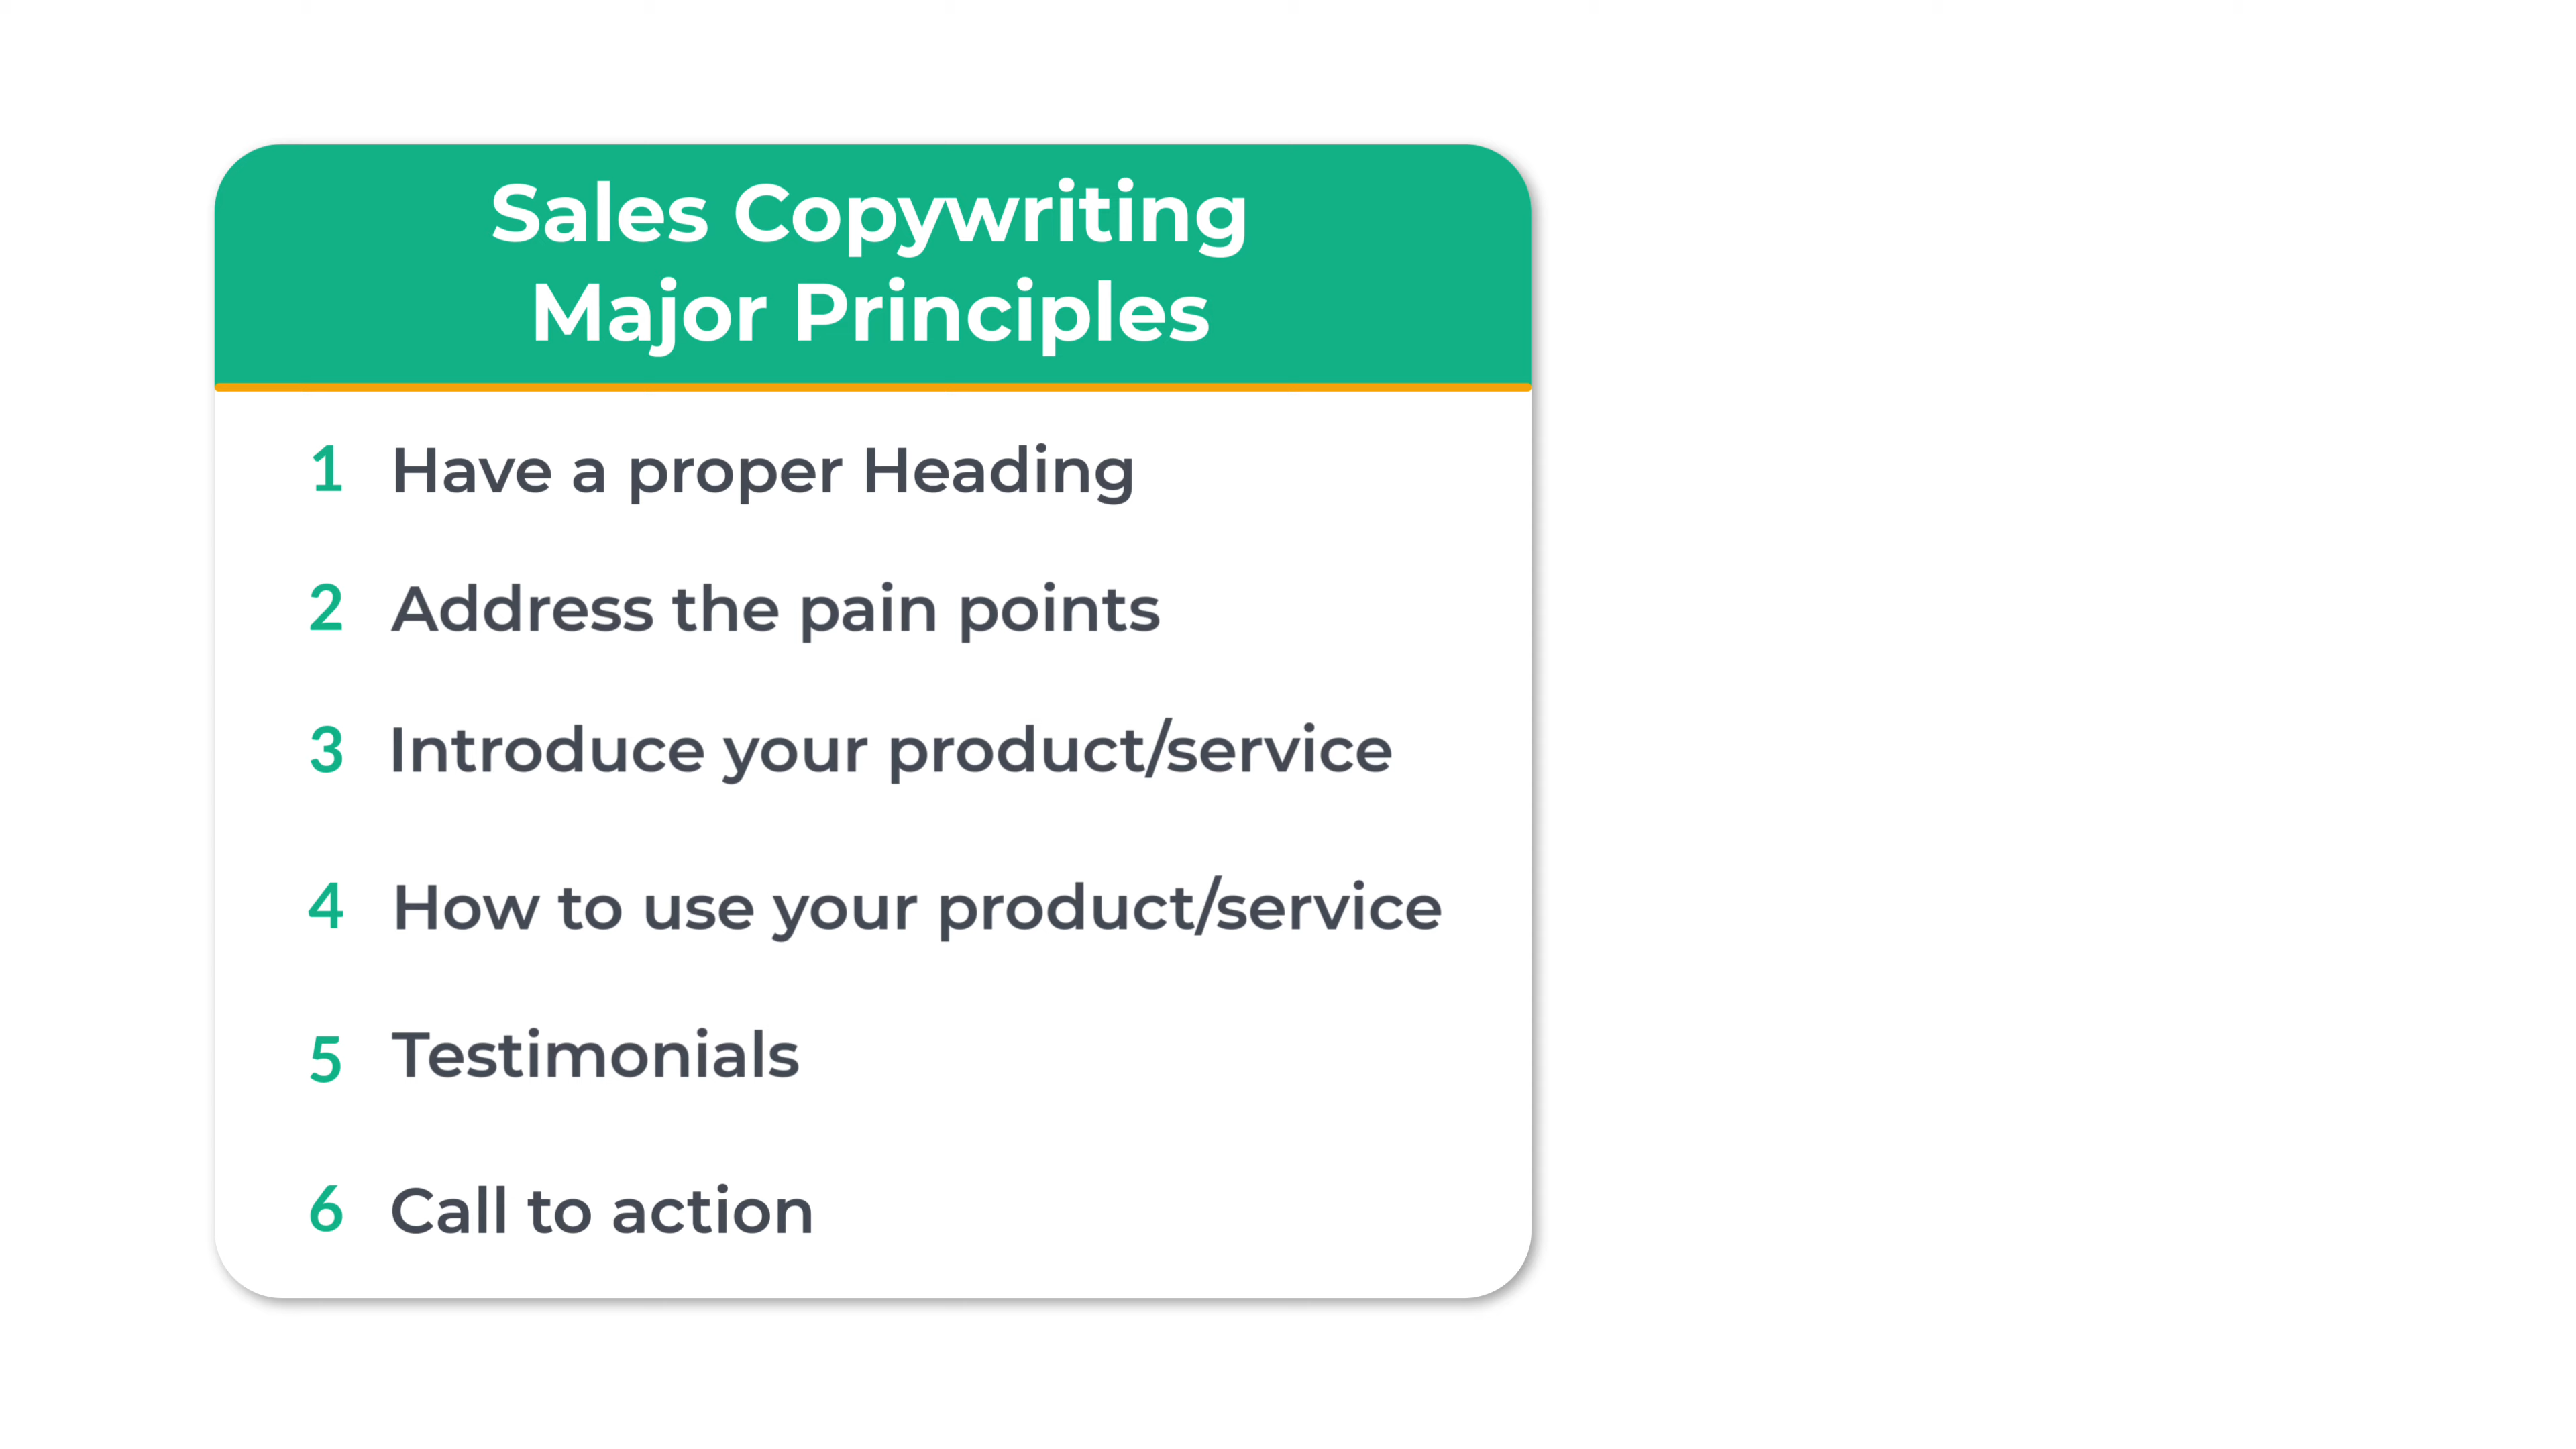 Sales Copywriting
Major Principles
1 Have a proper Heading
2 Address the pain points
3 Introduce your product/service
4 How to use your product/service
5 Testimonials
6 Call to action